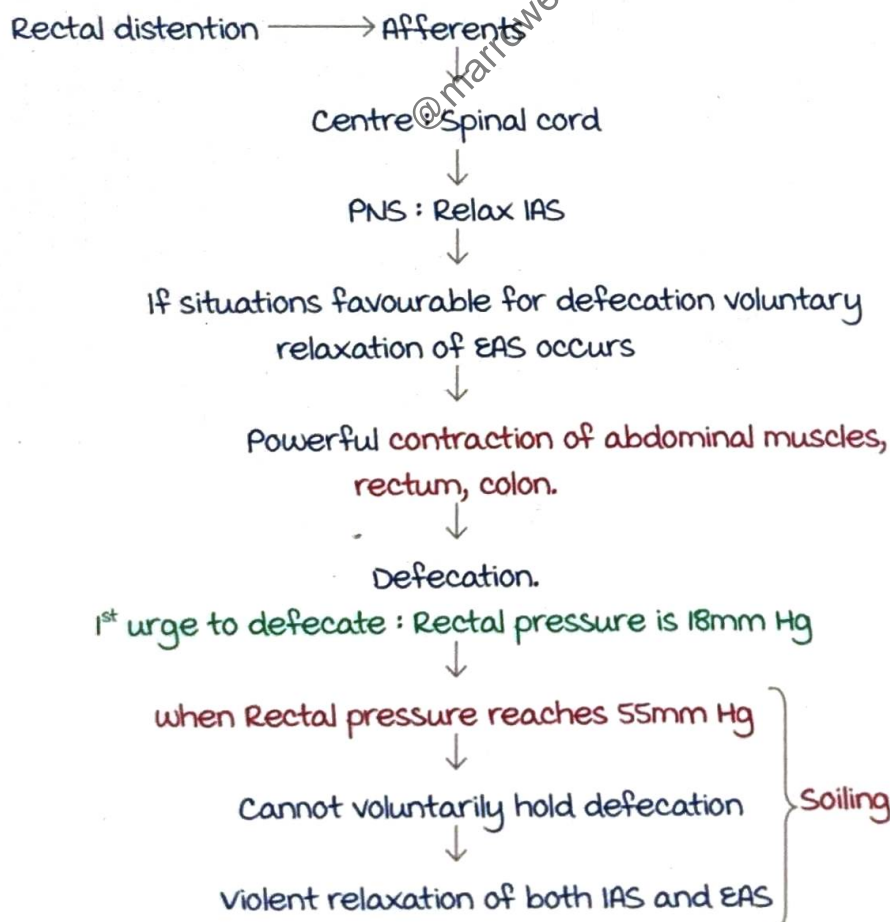 Rectal distention → Afferents
@marrowe
Centre : Spinal cord
PNS : Relax IAS
If situations favourable for defecation voluntary
relaxation of EAS occurs
Powerful contraction of abdominal muscles,
rectum, colon.
Defecation.
1st urge to defecate : Rectal pressure is 18mm Hg
when Rectal pressure reaches 55mm Hg
Cannot voluntarily hold defecation
Soiling
Violent relaxation of both IAS and EAS